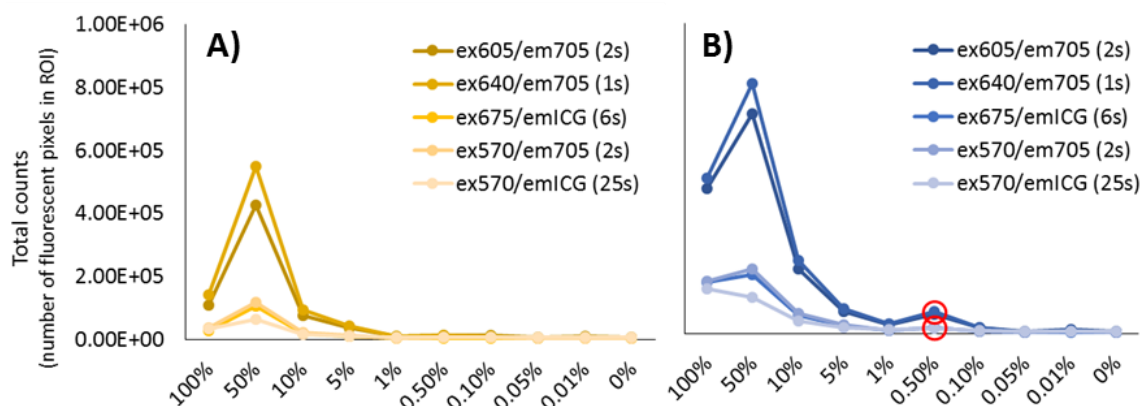 Total counts
(number of fluorescent pixels in ROI)
1.00E+06
8.00E+05
6.00E+05
4.00E+05
2.00E+05
0.00E+00
A)
ex605/em705 (2s)
ex640/em705 (1s)
ex675/emICG (6s)
ex570/em705 (2s)
ex570/emICG (25s)
100%
50%
10%
5%
1%
0.50%
0.10%
0.05%
0.01%
0%
B)
ex605/em705 (2s)
ex640/em705 (1s)
ex675/emICG (6s)
ex570/em705 (2s)
ex570/emICG (25s)
100%
50%
10%
5%
1%
0.50%
0.10%
0.05%
0.01%
0%